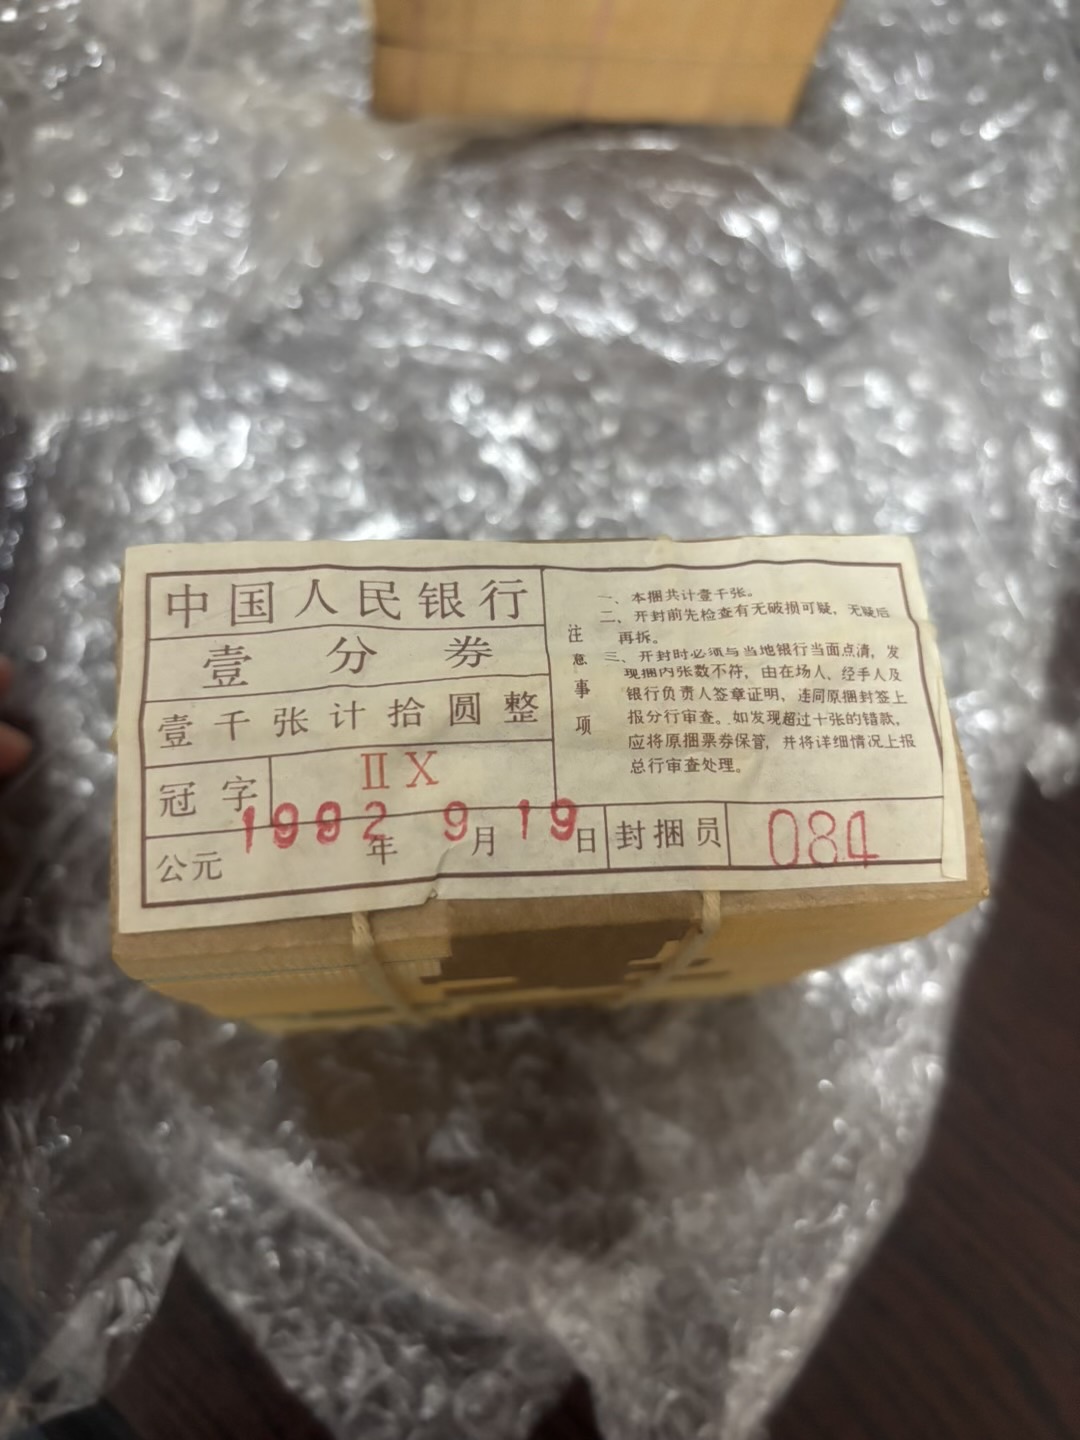 中国人民银行
壹分券
壹千张计拾圆整
冠字 ⅡX
公元 1992年 9月 19日
封捆员 084
注意事项
一、本捆共计壹千张。
二、开封前先检查有无破损可疑，无疑后
再拆。
三、开封时必须与当地银行当面点清，发
现捆内张数不符，由在场人、经手人及
银行负责人签章证明，连同原捆封签上
报分行审查。如发现超过十张的错款，
应将原捆票券保管，并将详细情况上报
总行审查处理。